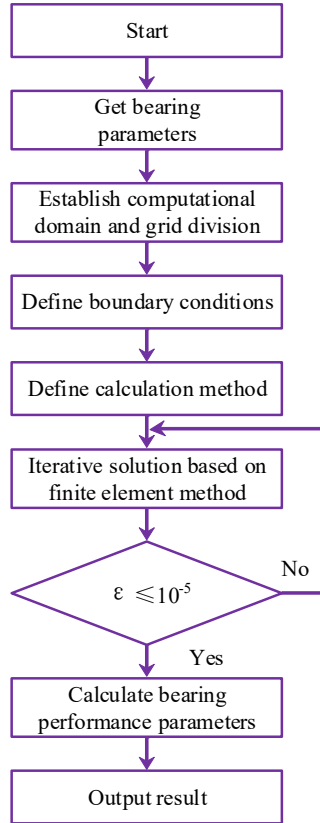 Start
Get bearing
parameters
Establish computational
domain and grid division
Define boundary conditions
Define calculation method
Iterative solution based on
finite element method
ε ≤10⁻⁵
No
Yes
Calculate bearing
performance parameters
Output result